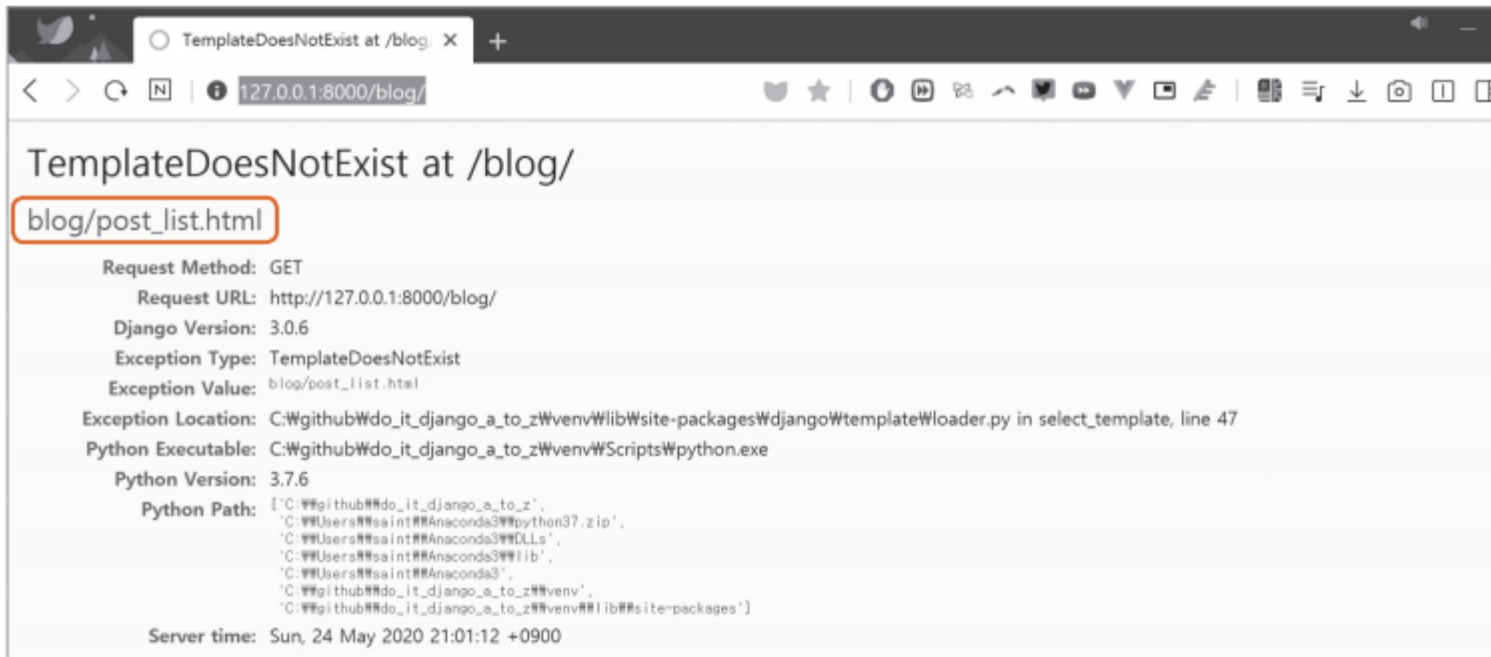 TemplateDoesNotExist at /blog/
127.0.0.1:8000/blog/
TemplateDoesNotExist at /blog/
blog/post_list.html
Request Method: GET
Request URL: http://127.0.0.1:8000/blog/
Django Version: 3.0.6
Exception Type: TemplateDoesNotExist
Exception Value: blog/post_list.html
Exception Location: C:₩github₩do_it_django_a_to_z₩venv₩lib₩site-packages₩django₩template₩loader.py in select_template, line 47
Python Executable: C:₩github₩do_it_django_a_to_z₩venv₩Scripts₩python.exe
Python Version: 3.7.6
Python Path: ['C:₩₩github₩₩do_it_django_a_to_z',
'C:₩₩Users₩₩saint₩₩Anaconda3₩₩python37.zip',
'C:₩₩Users₩₩saint₩₩Anaconda3₩₩DLLs',
'C:₩₩Users₩₩saint₩₩Anaconda3₩₩lib',
'C:₩₩Users₩₩saint₩₩Anaconda3',
'C:₩₩github₩₩do_it_django_a_to_z₩₩venv',
'C:₩₩github₩₩do_it_django_a_to_z₩₩venv₩₩lib₩₩site-packages']
Server time: Sun, 24 May 2020 21:01:12 +0900